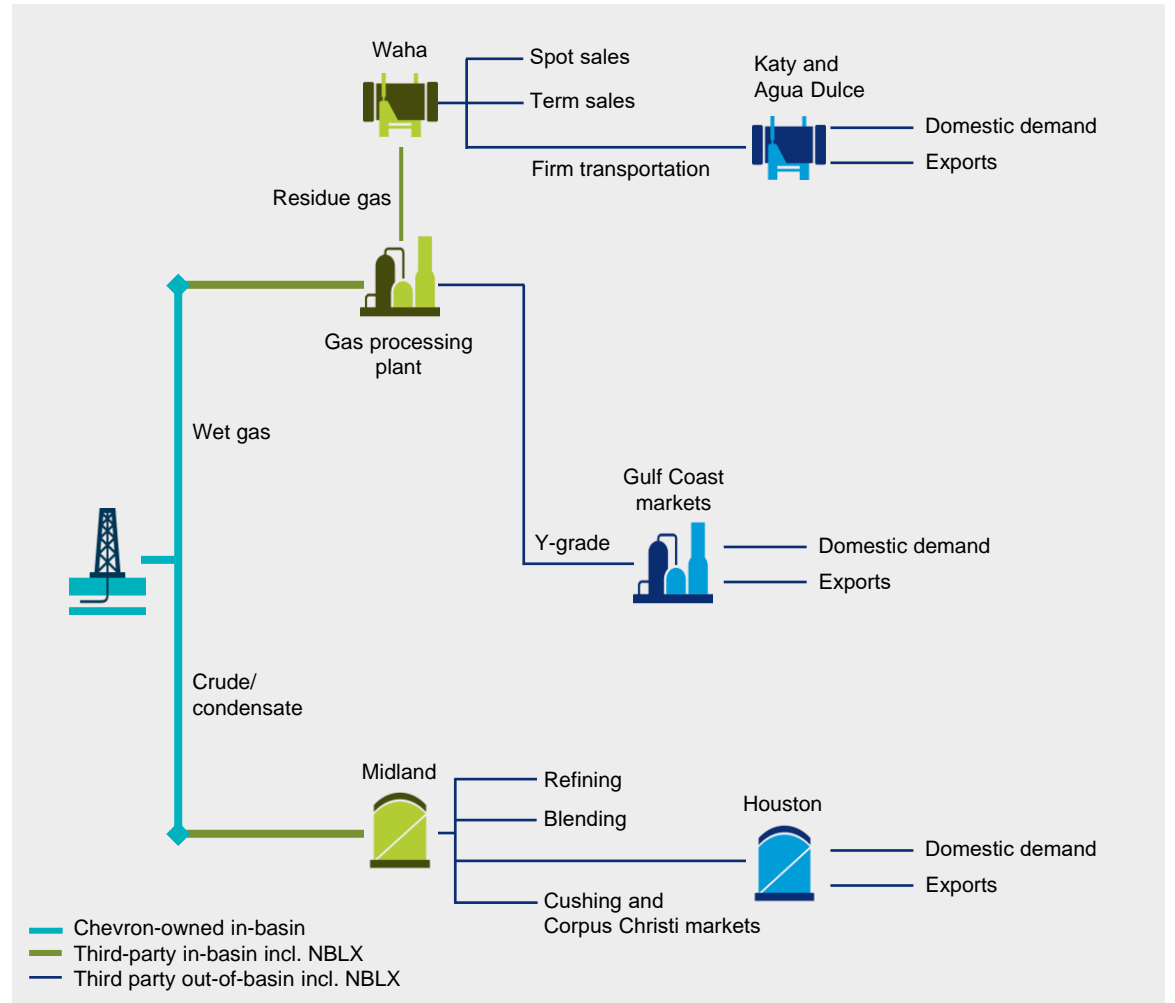 Waha
Spot sales
Term sales
Firm transportation
Katy and
Agua Dulce
Domestic demand
Exports
Residue gas
Gas processing
plant
Wet gas
Gulf Coast
markets
Y-grade
Domestic demand
Exports
Crude/
condensate
Midland
Refining
Blending
Houston
Domestic demand
Exports
Cushing and
Corpus Christi markets
Chevron-owned in-basin
Third-party in-basin incl. NBLX
Third party out-of-basin incl. NBLX